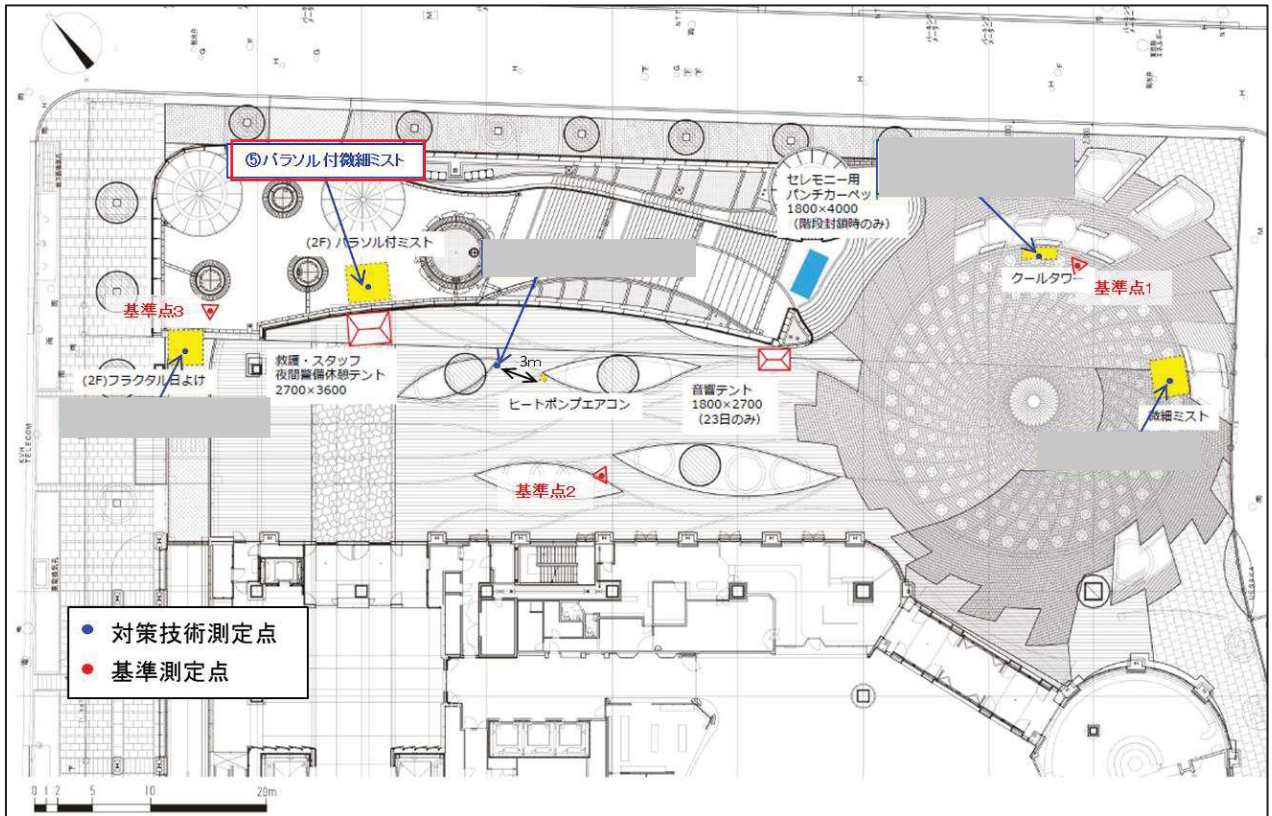 ⑤パラソル付微細ミスト
セレモニー用
パンチカーペット
1800×4000
（階段封鎖時のみ）
(2F) パラソル付ミスト
クールタワー
基準点1
基準点3
3m
(2F)フラクタル日よけ
救護・スタッフ
夜間警備休憩テント
2700×3600
ヒートポンプエアコン
音響テント
1800×2700
（23日のみ）
微細ミスト
基準点2
対策技術測定点
基準測定点
0 1 2 5 10 20m